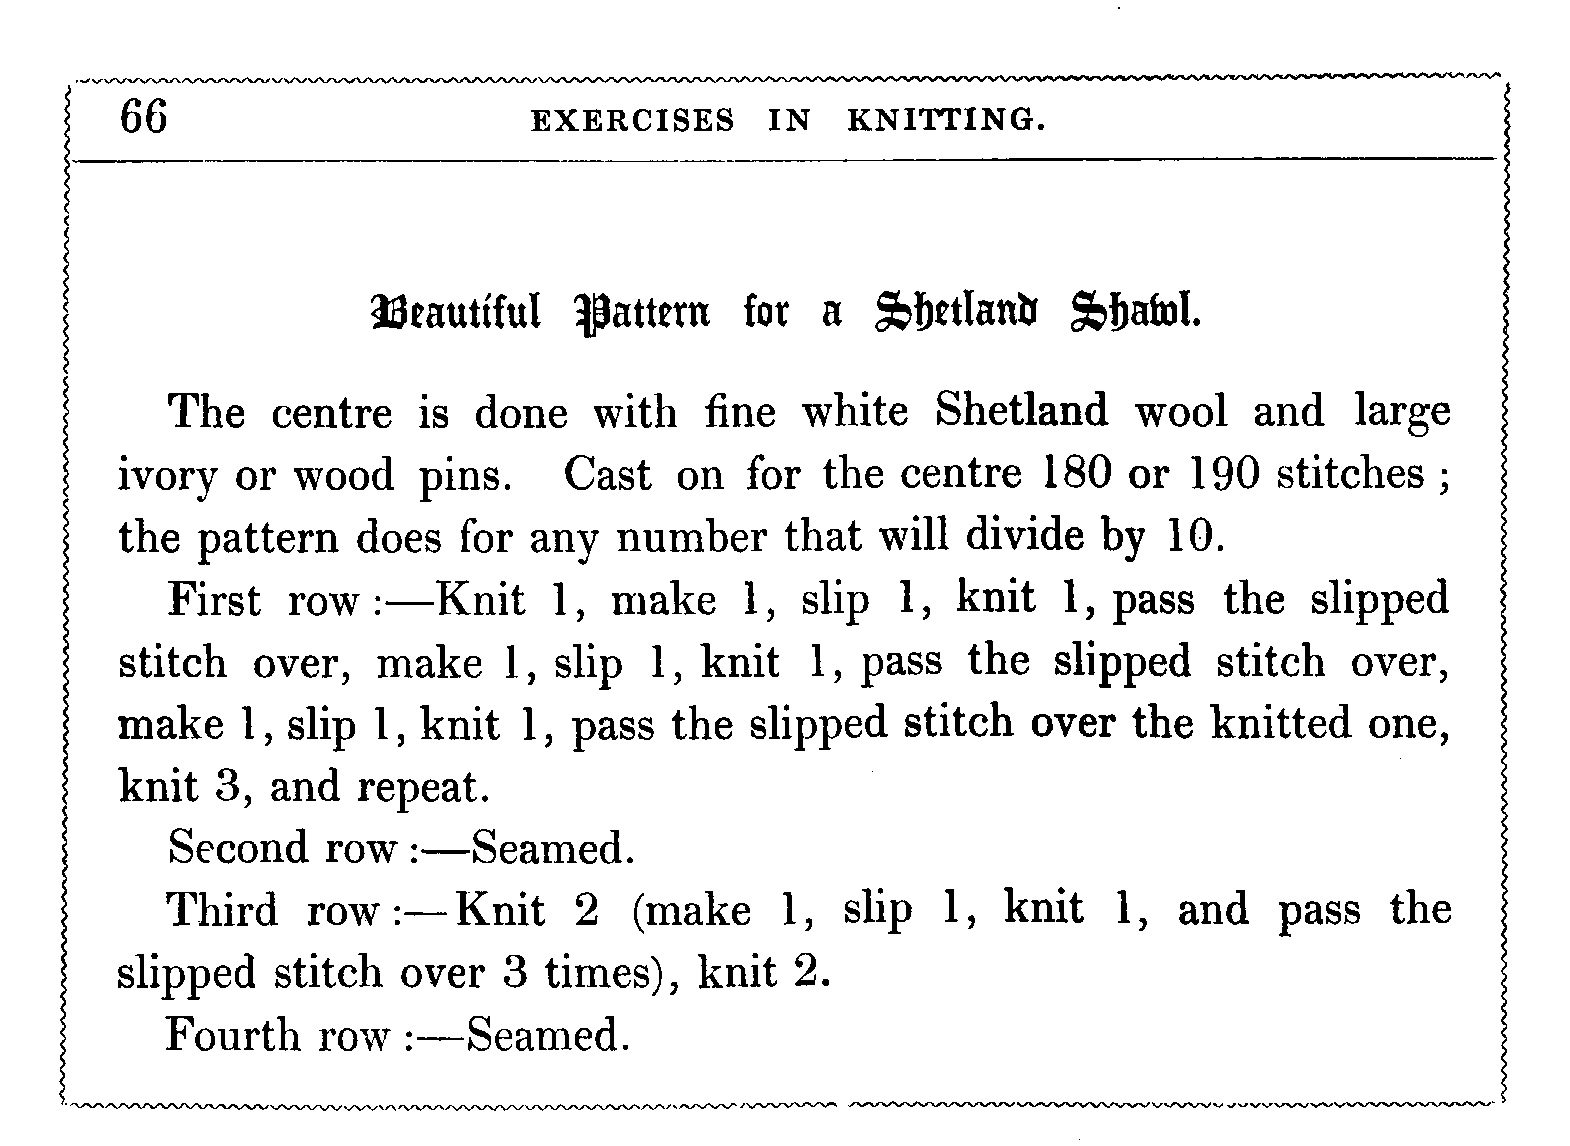 66 EXERCISES IN KNITTING.
Beautiful Pattern for a Shetland Shawl.
The centre is done with fine white Shetland wool and large
ivory or wood pins. Cast on for the centre 180 or 190 stitches ;
the pattern does for any number that will divide by 10.
First row :—Knit 1, make 1, slip 1, knit 1, pass the slipped
stitch over, make 1, slip 1, knit 1, pass the slipped stitch over,
make 1, slip 1, knit 1, pass the slipped stitch over the knitted one,
knit 3, and repeat.
Second row :—Seamed.
Third row :—Knit 2 (make 1, slip 1, knit 1, and pass the
slipped stitch over 3 times), knit 2.
Fourth row :—Seamed.